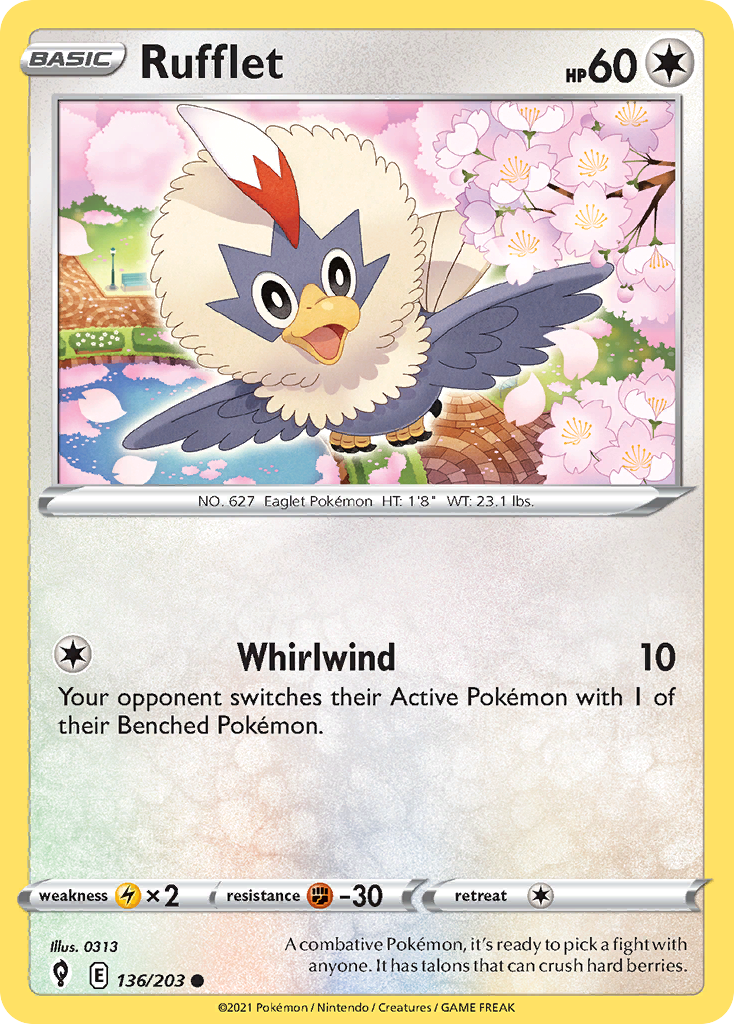 BASIC Rufflet HP60
NO. 627 Eaglet Pokémon HT: 1'8" WT: 23.1 lbs.
Whirlwind 10
Your opponent switches their Active Pokémon with 1 of
their Benched Pokémon.
weakness ×2 resistance -30 retreat
Illus. 0313
A combative Pokémon, it's ready to pick a fight with
anyone. It has talons that can crush hard berries.
E 136/203
©2021 Pokémon / Nintendo / Creatures / GAME FREAK